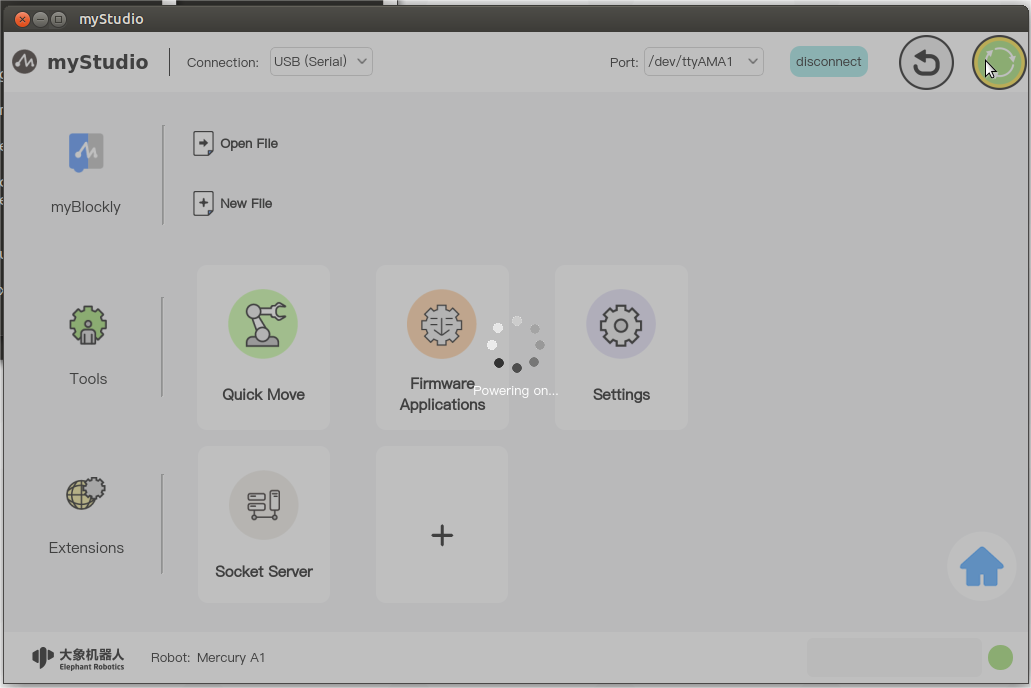 myStudio
myStudio
Connection:
USB (Serial)
Port:
/dev/ttyAMA1
disconnect
myBlockly
Open File
New File
Tools
Quick Move
Firmware
Applications
Settings
Powering on...
Extensions
Socket Server
大象机器人
Elephant Robotics
Robot: Mercury A1